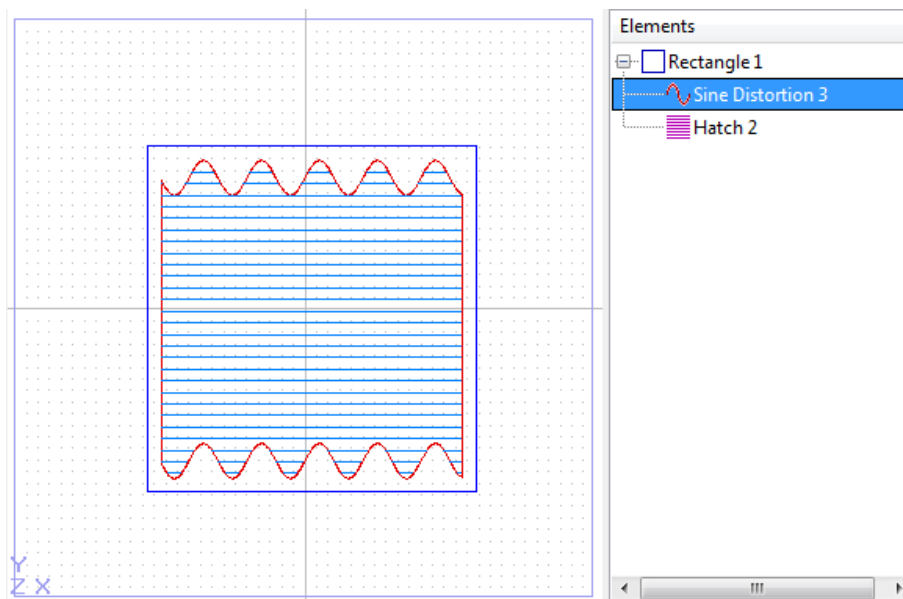 Elements
Rectangle 1
Sine Distortion 3
Hatch 2
Y
Z X